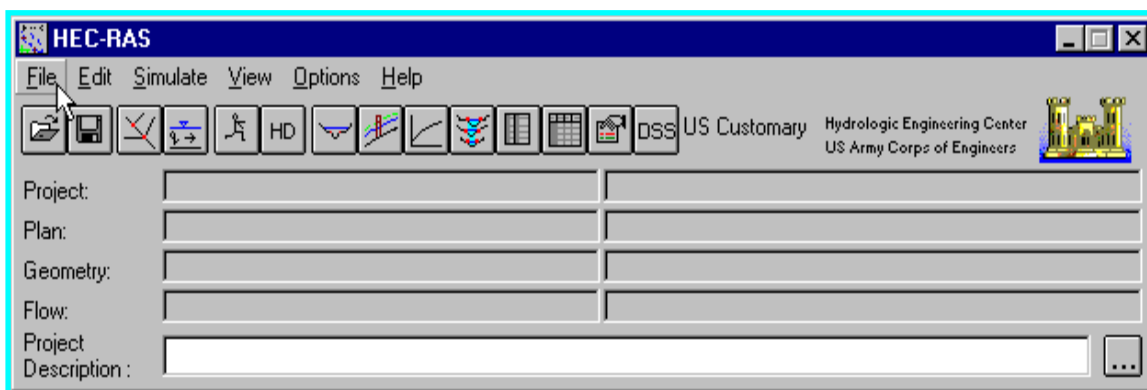 HEC-RAS
File Edit Simulate View Options Help
HD DSS US Customary
Hydrologic Engineering Center
US Army Corps of Engineers
Project:
Plan:
Geometry:
Flow:
Project
Description :
...